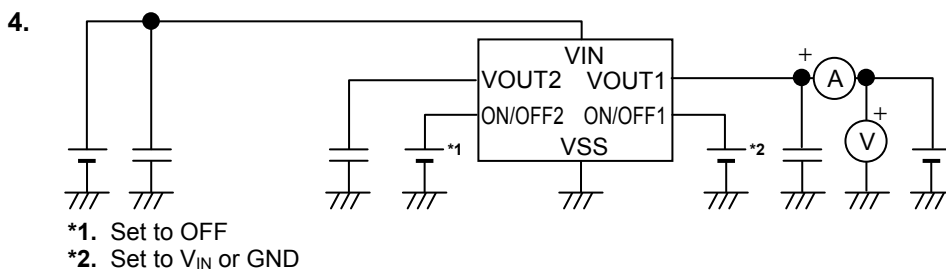 4.
VIN
VOUT2 VOUT1
ON/OFF2 ON/OFF1
VSS
+
A
+
V
*1
*2
*1. Set to OFF
*2. Set to VIN or GND